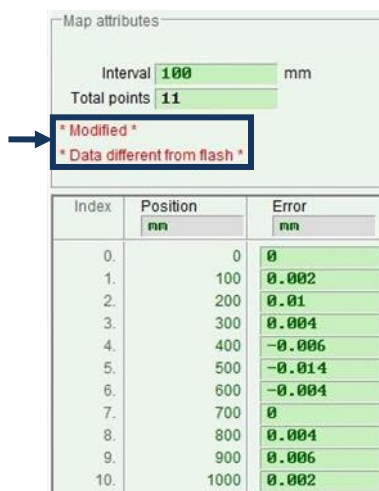 Map attributes
Interval 100 mm
Total points 11
* Modified *
* Data different from flash *
Index Position Error
mm mm
0. 0 0
1. 100 0.002
2. 200 0.01
3. 300 0.004
4. 400 -0.006
5. 500 -0.014
6. 600 -0.004
7. 700 0
8. 800 0.004
9. 900 0.006
10. 1000 0.002